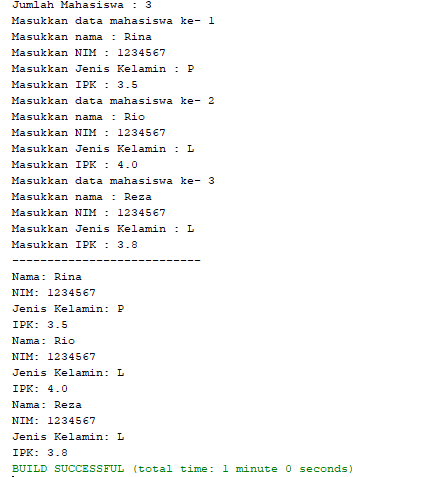 Jumlah Mahasiswa : 3
Masukkan data mahasiswa ke- 1
Masukkan nama : Rina
Masukkan NIM : 1234567
Masukkan Jenis Kelamin : P
Masukkan IPK : 3.5
Masukkan data mahasiswa ke- 2
Masukkan nama : Rio
Masukkan NIM : 1234567
Masukkan Jenis Kelamin : L
Masukkan IPK : 4.0
Masukkan data mahasiswa ke- 3
Masukkan nama : Reza
Masukkan NIM : 1234567
Masukkan Jenis Kelamin : L
Masukkan IPK : 3.8
---------------------------
Nama: Rina
NIM: 1234567
Jenis Kelamin: P
IPK: 3.5
Nama: Rio
NIM: 1234567
Jenis Kelamin: L
IPK: 4.0
Nama: Reza
NIM: 1234567
Jenis Kelamin: L
IPK: 3.8
BUILD SUCCESSFUL (total time: 1 minute 0 seconds)